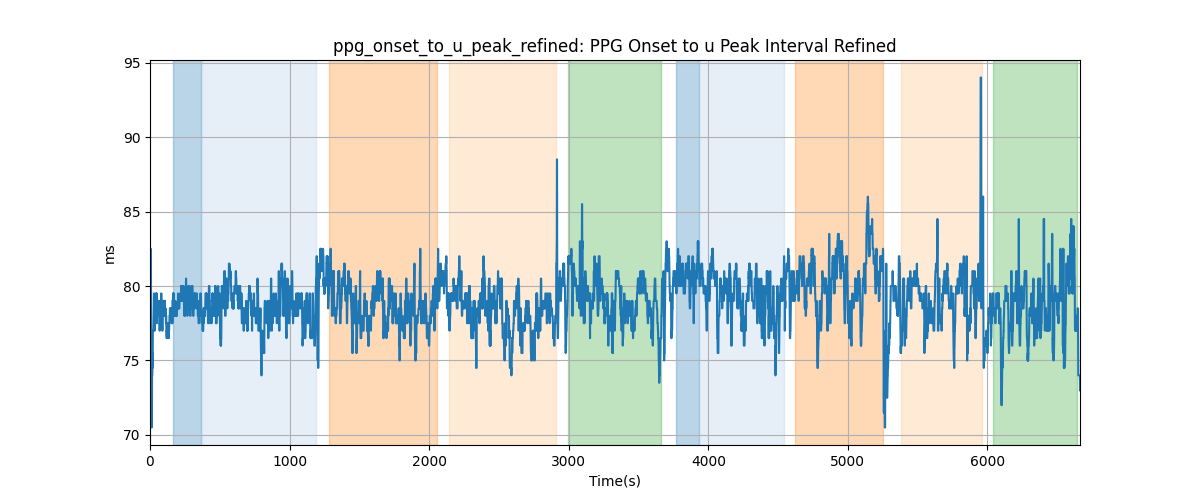 ppg_onset_to_u_peak_refined: PPG Onset to u Peak Interval Refined
95
90
85
80
75
70
ms
0 1000 2000 3000 4000 5000 6000
Time(s)